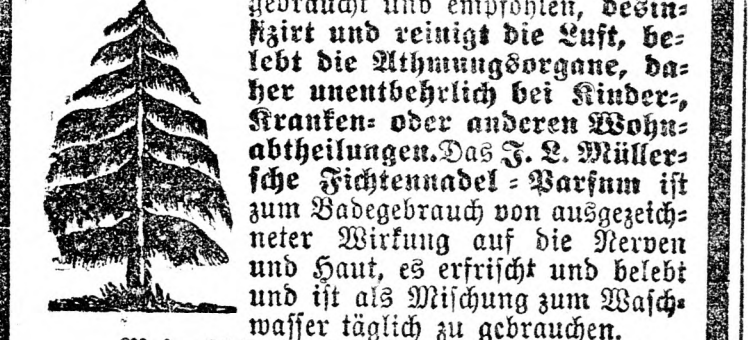 gebraucht und empfohlen, desin=
fizirt und reinigt die Luft, be=
lebt die Athmungsorgane, da=
her unentbehrlich bei Kinder=,
Kranken= oder anderen Wohn=
abtheilungen. Das J. L. Müller=
sche Fichtennadel = Parfum ist
zum Badegebrauch von ausgezeich=
neter Wirkung auf die Nerven
und Haut, es erfrischt und belebt
und ist als Mischung zum Wasch=
wasser täglich zu gebrauchen.